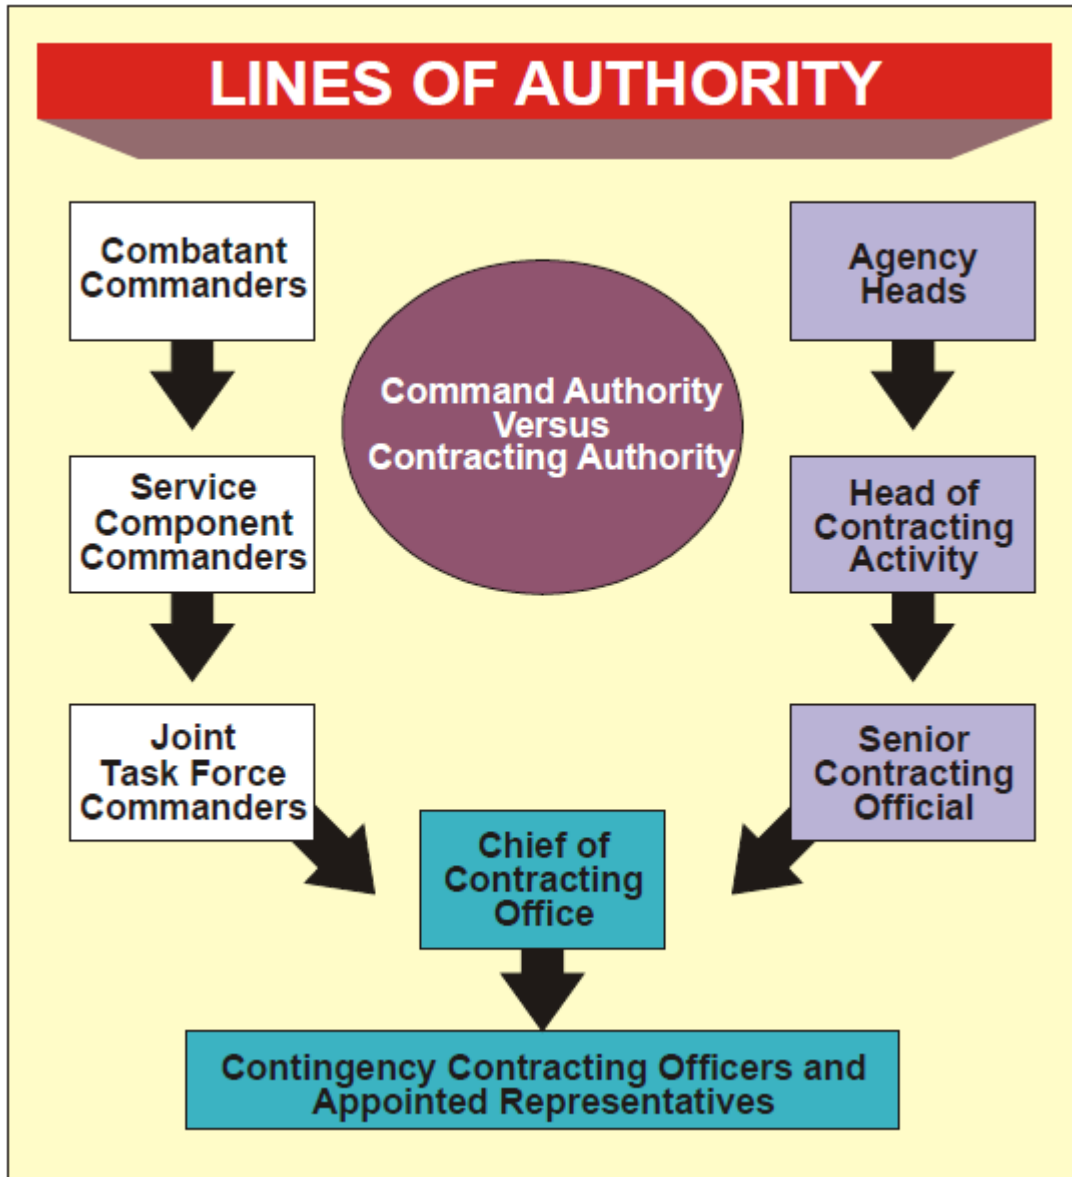 LINES OF AUTHORITY
Combatant
Commanders
Agency
Heads
Command Authority
Versus
Contracting Authority
Service
Component
Commanders
Head of
Contracting
Activity
Joint
Task Force
Commanders
Senior
Contracting
Official
Chief of
Contracting
Office
Contingency Contracting Officers and
Appointed Representatives